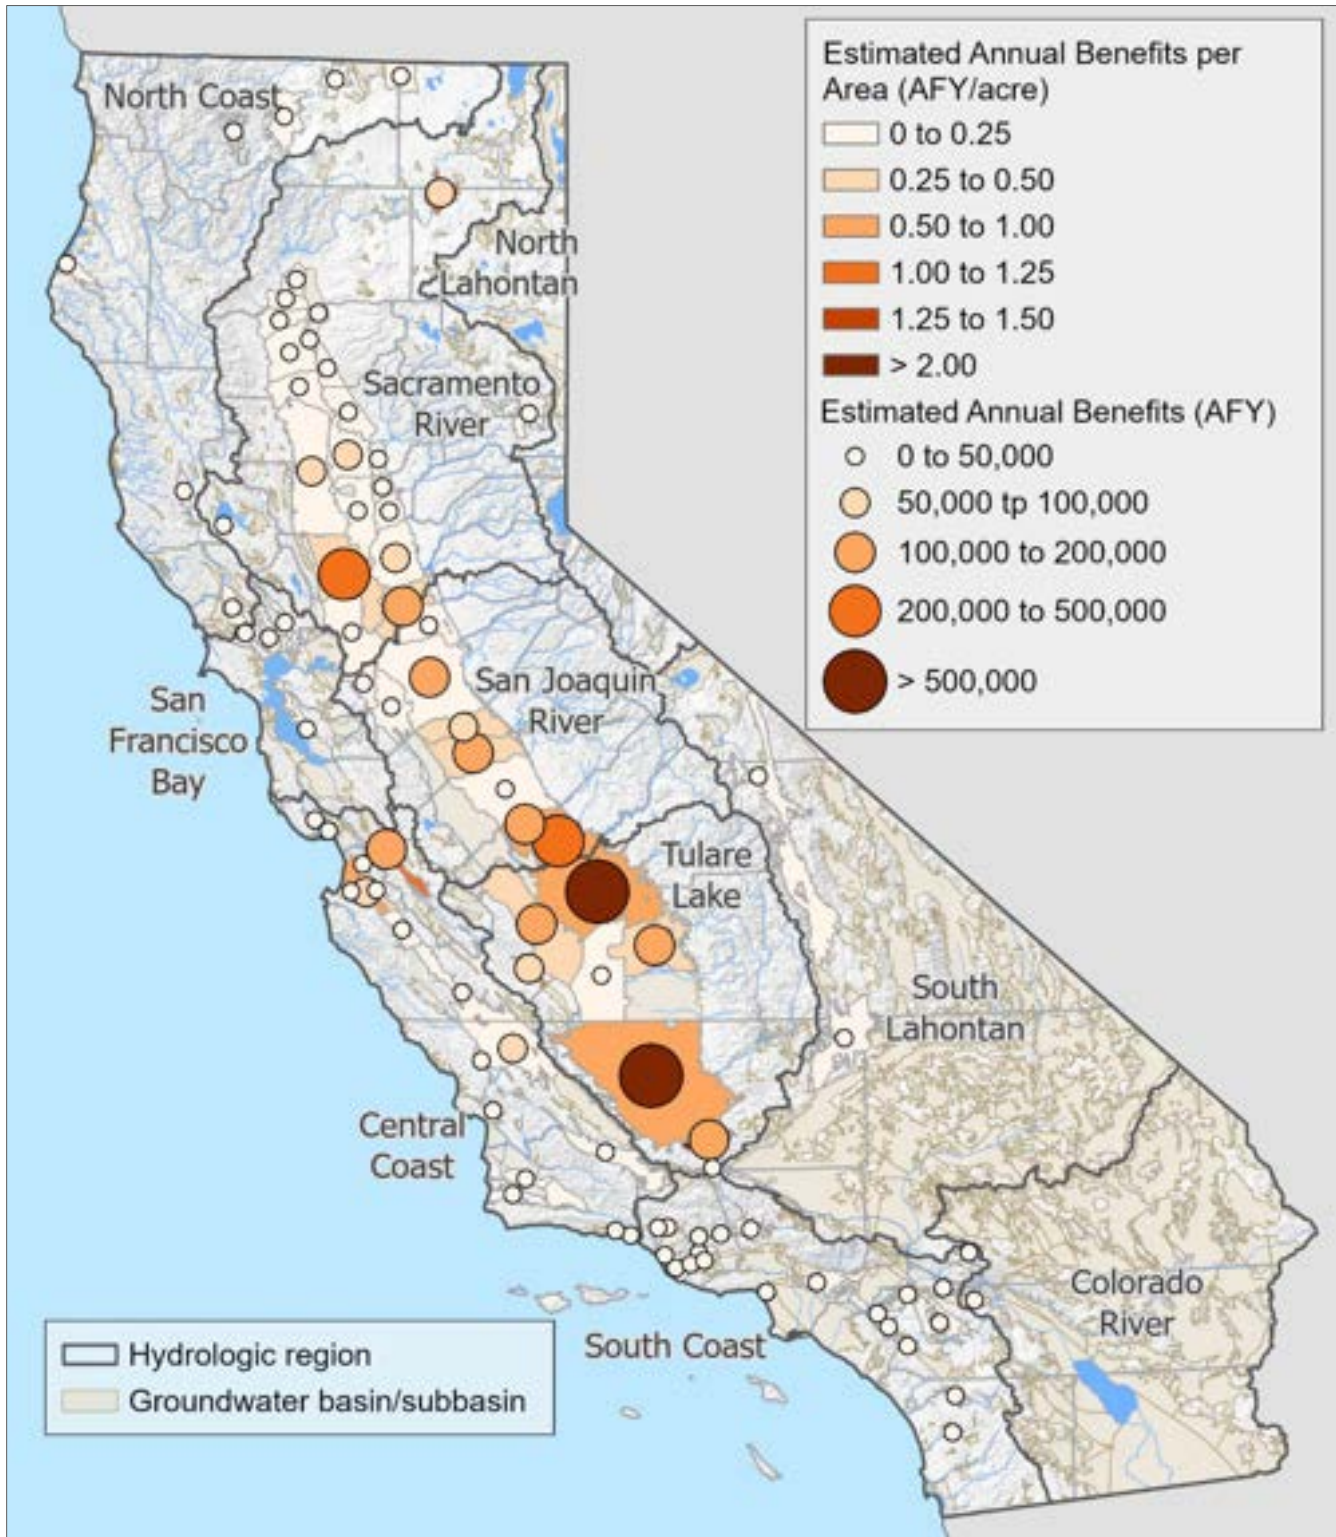 Estimated Annual Benefits per
Area (AFY/acre)
0 to 0.25
0.25 to 0.50
0.50 to 1.00
1.00 to 1.25
1.25 to 1.50
> 2.00
Estimated Annual Benefits (AFY)
0 to 50,000
50,000 tp 100,000
100,000 to 200,000
200,000 to 500,000
> 500,000
North Coast
North
Lahontan
Sacramento
River
San Joaquin
River
San
Francisco
Bay
Tulare
Lake
South
Lahontan
Central
Coast
Colorado
River
South Coast
Hydrologic region
Groundwater basin/subbasin